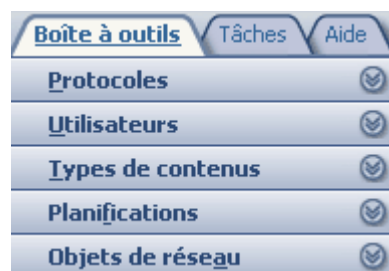 Boîte à outils Tâches Aide
Protocoles
Utilisateurs
Types de contenus
Planifications
Objets de réseau